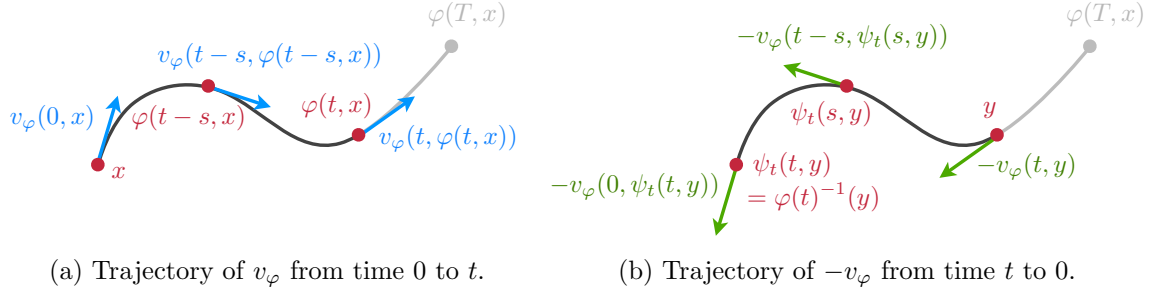 φ(T, x)
v_φ(t − s, φ(t − s, x))
φ(t, x)
v_φ(0, x)
φ(t − s, x)
v_φ(t, φ(t, x))
x
(a) Trajectory of v_φ from time 0 to t.
φ(T, x)
−v_φ(t − s, ψ_t(s, y))
y
ψ_t(s, y)
−v_φ(t, y)
ψ_t(t, y)
−v_φ(0, ψ_t(t, y))
= φ(t)^{−1}(y)
(b) Trajectory of −v_φ from time t to 0.